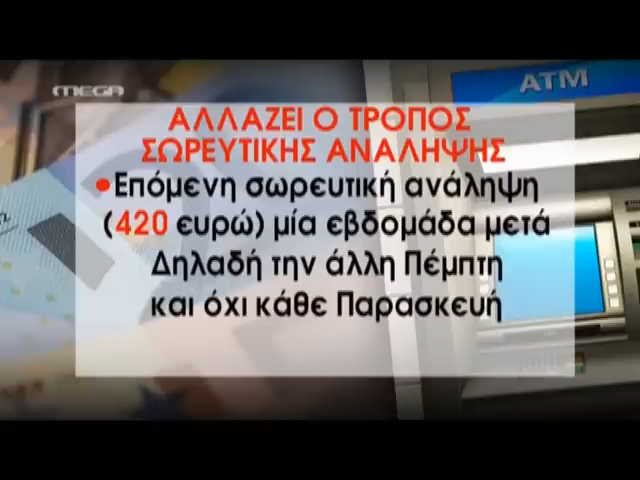 MEGA
ATM
ΑΛΛΑΖΕΙ Ο ΤΡΟΠΟΣ
ΣΩΡΕΥΤΙΚΗΣ ΑΝΑΛΗΨΗΣ
•Επόμενη σωρευτική ανάληψη
(420 ευρώ) μία εβδομάδα μετά
Δηλαδή την άλλη Πέμπτη
και όχι κάθε Παρασκευή